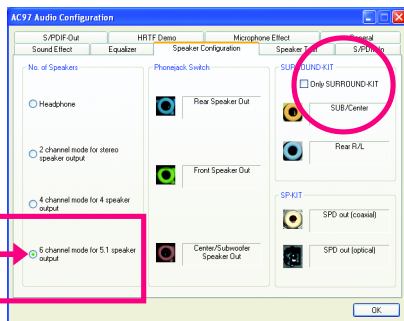 AC97 Audio Configuration
S/PDIF-Out
HRTF Demo
Microphone Effect
General
Sound Effect
Equalizer
Speaker Configuration
Speaker Test
No. of Speakers
Headphone
2 channel mode for stereo
speaker output
4 channel mode for 4 speaker
output
6 channel mode for 5.1 speaker
output
Phonejack Switch
Rear Speaker Out
Front Speaker Out
Center/Subwoofer
Speaker Out
SURROUND-KIT
Only SURROUND-KIT
SUB/Center
Rear R/L
SP-KIT
SPD out (coaxial)
SPD out (optical)
OK